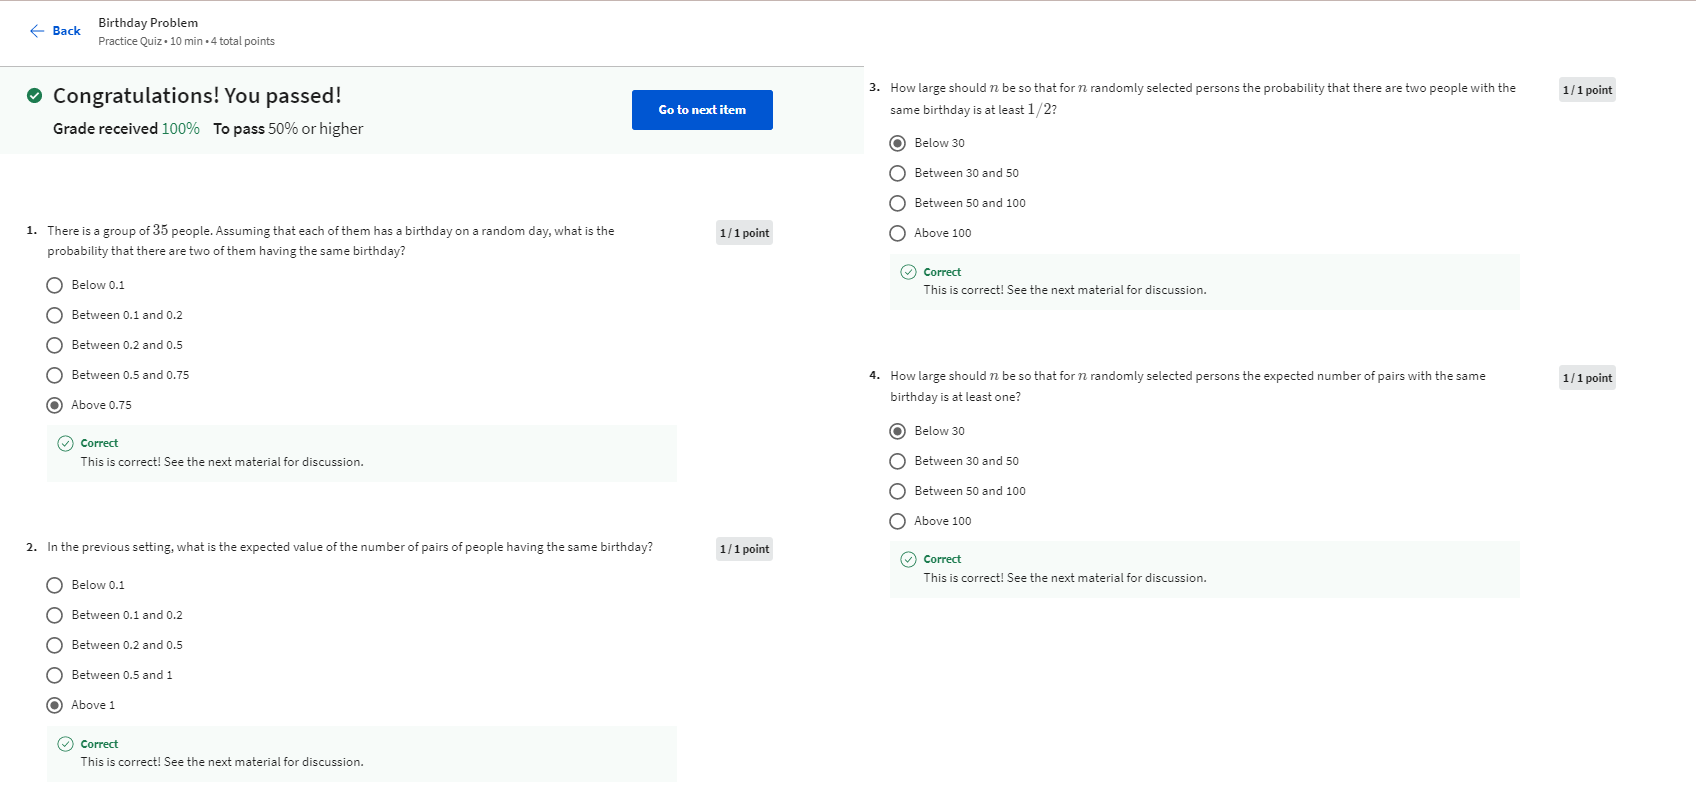 Back
Birthday Problem
Practice Quiz • 10 min • 4 total points
Congratulations! You passed!
Grade received 100% To pass 50% or higher
Go to next item
1. There is a group of 35 people. Assuming that each of them has a birthday on a random day, what is the
probability that there are two of them having the same birthday?
1 / 1 point
Below 0.1
Between 0.1 and 0.2
Between 0.2 and 0.5
Between 0.5 and 0.75
Above 0.75
Correct
This is correct! See the next material for discussion.
2. In the previous setting, what is the expected value of the number of pairs of people having the same birthday?
1 / 1 point
Below 0.1
Between 0.1 and 0.2
Between 0.2 and 0.5
Between 0.5 and 1
Above 1
Correct
This is correct! See the next material for discussion.
3. How large should n be so that for n randomly selected persons the probability that there are two people with the
same birthday is at least 1/2?
1 / 1 point
Below 30
Between 30 and 50
Between 50 and 100
Above 100
Correct
This is correct! See the next material for discussion.
4. How large should n be so that for n randomly selected persons the expected number of pairs with the same
birthday is at least one?
1 / 1 point
Below 30
Between 30 and 50
Between 50 and 100
Above 100
Correct
This is correct! See the next material for discussion.